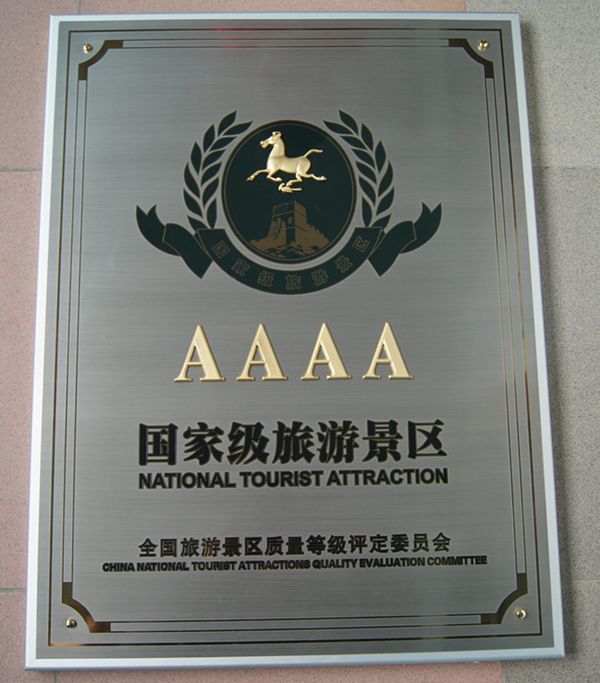 国家级旅游景区
AAAA
国家级旅游景区
NATIONAL TOURIST ATTRACTION
全国旅游景区质量等级评定委员会
CHINA NATIONAL TOURIST ATTRACTIONS QUALITY EVALUATION COMMITTEE